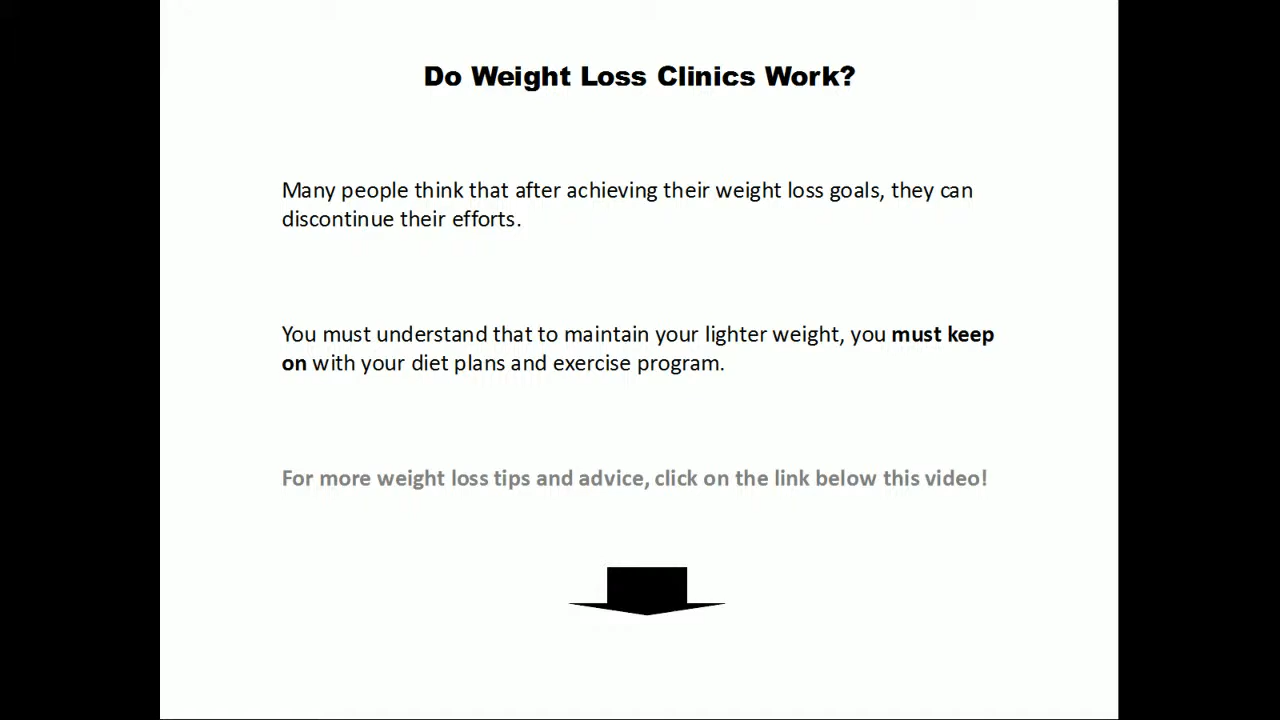 Do Weight Loss Clinics Work?
Many people think that after achieving their weight loss goals, they can
discontinue their efforts.
You must understand that to maintain your lighter weight, you must keep
on with your diet plans and exercise program.
For more weight loss tips and advice, click on the link below this video!